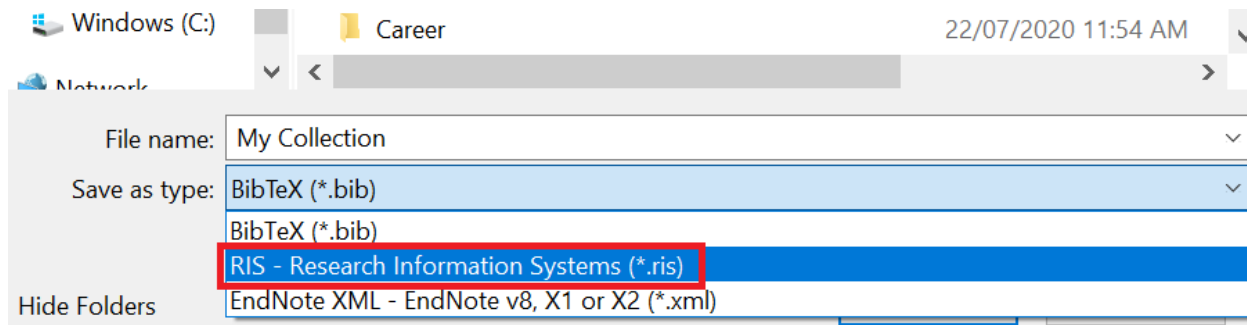 Windows (C:)
Career 22/07/2020 11:54 AM
Network
File name: My Collection
Save as type: BibTeX (*.bib)
BibTeX (*.bib)
RIS - Research Information Systems (*.ris)
EndNote XML - EndNote v8, X1 or X2 (*.xml)
Hide Folders